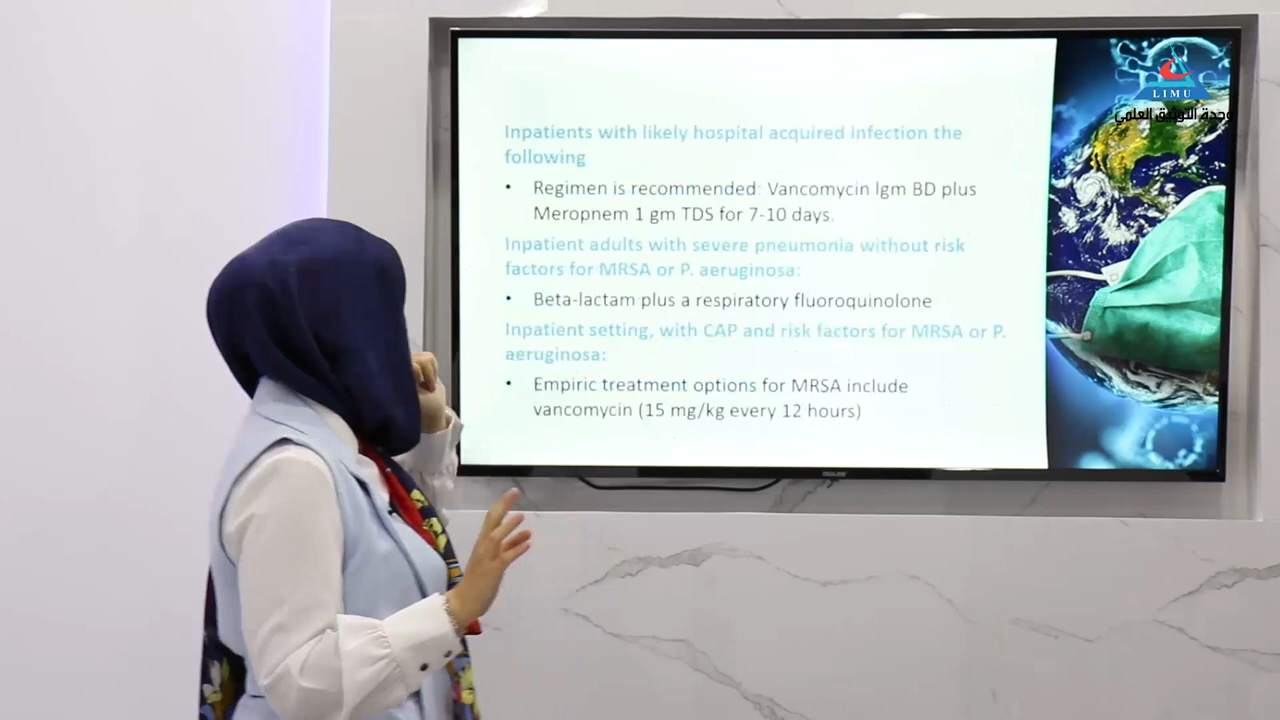 Inpatients with likely hospital acquired infection the
following
• Regimen is recommended: Vancomycin lgm BD plus
Meropnem 1 gm TDS for 7-10 days.
Inpatient adults with severe pneumonia without risk
factors for MRSA or P. aeruginosa:
• Beta-lactam plus a respiratory fluoroquinolone
Inpatient setting, with CAP and risk factors for MRSA or P.
aeruginosa:
• Empiric treatment options for MRSA include
vancomycin (15 mg/kg every 12 hours)
LIMU
وحدة التوثيق العلمي